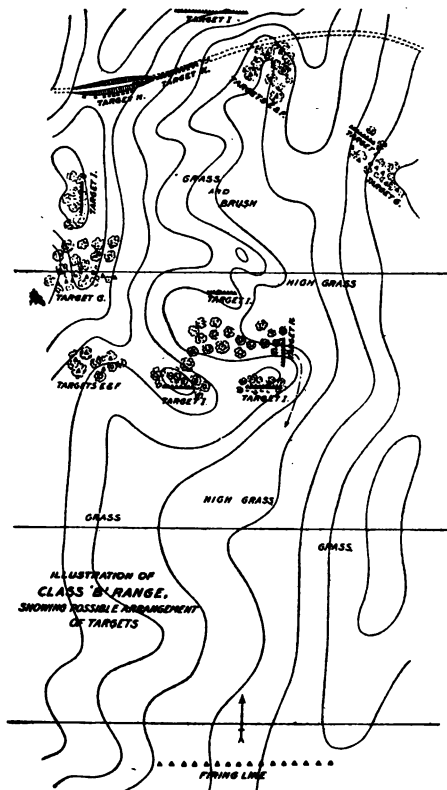 TARGET I.
TARGET H.
TARGET K.
TARGETS E & F.
TARGET I.
TARGET G.
GRASS
AND
BRUSH
TARGET G.
HIGH GRASS
TARGET I.
TARGETS E & F
TARGET I.
TARGET I.
HIGH GRASS
GRASS
GRASS
ILLUSTRATION OF
CLASS "B" RANGE,
SHOWING POSSIBLE ARRANGEMENT
OF TARGETS
FIRING LINE